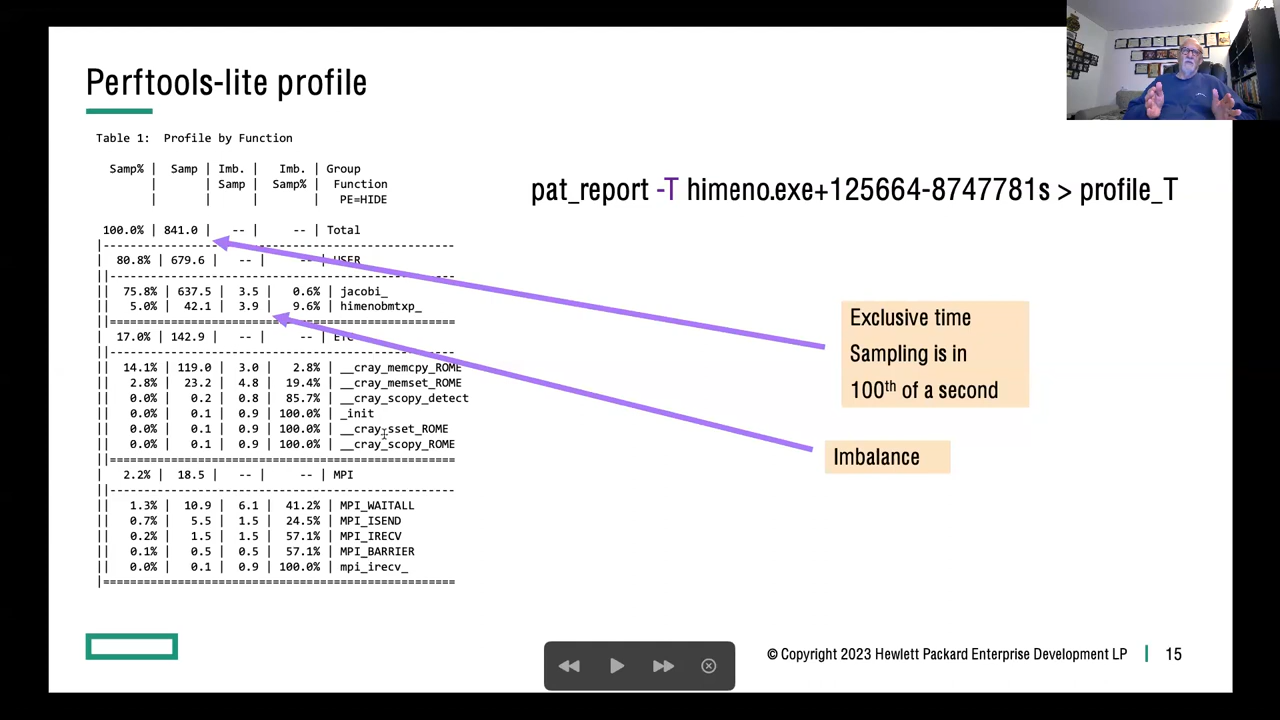 Perftools-lite profile
Table 1:  Profile by Function
Samp% |  Samp | Imb. |  Imb. | Group
|       | Samp | Samp% |  Function
|       |      |       |  PE=HIDE
100.0% | 841.0 |   -- |    -- | Total
|-----------------------------------------------
|  80.8% | 679.6 |   -- |    -- | USER
||----------------------------------------------
||  75.8% | 637.5 |  3.5 |  0.6% | jacobi_
||   5.0% |  42.1 |  3.9 |  9.6% | himenobmtxp_
||==============================================
|  17.0% | 142.9 |   -- |    -- | ETC
||----------------------------------------------
||  14.1% | 119.0 |  3.0 |  2.8% | __cray_memcpy_ROME
||   2.8% |  23.2 |  4.8 | 19.4% | __cray_memset_ROME
||   0.0% |   0.2 |  0.8 | 85.7% | __cray_scopy_detect
||   0.0% |   0.1 |  0.9 | 100.0% | _init
||   0.0% |   0.1 |  0.9 | 100.0% | __cray_sset_ROME
||   0.0% |   0.1 |  0.9 | 100.0% | __cray_scopy_ROME
||==============================================
|   2.2% |  18.5 |   -- |    -- | MPI
||----------------------------------------------
||   1.3% |  10.9 |  6.1 | 41.2% | MPI_WAITALL
||   0.7% |   5.5 |  1.5 | 24.5% | MPI_ISEND
||   0.2% |   1.5 |  1.5 | 57.1% | MPI_IRECV
||   0.1% |   0.5 |  0.5 | 57.1% | MPI_BARRIER
||   0.0% |   0.1 |  0.9 | 100.0% | mpi_irecv_
|===============================================
pat_report -T himeno.exe+125664-8747781s > profile_T
Exclusive time
Sampling is in
100th of a second
Imbalance
© Copyright 2023 Hewlett Packard Enterprise Development LP | 15